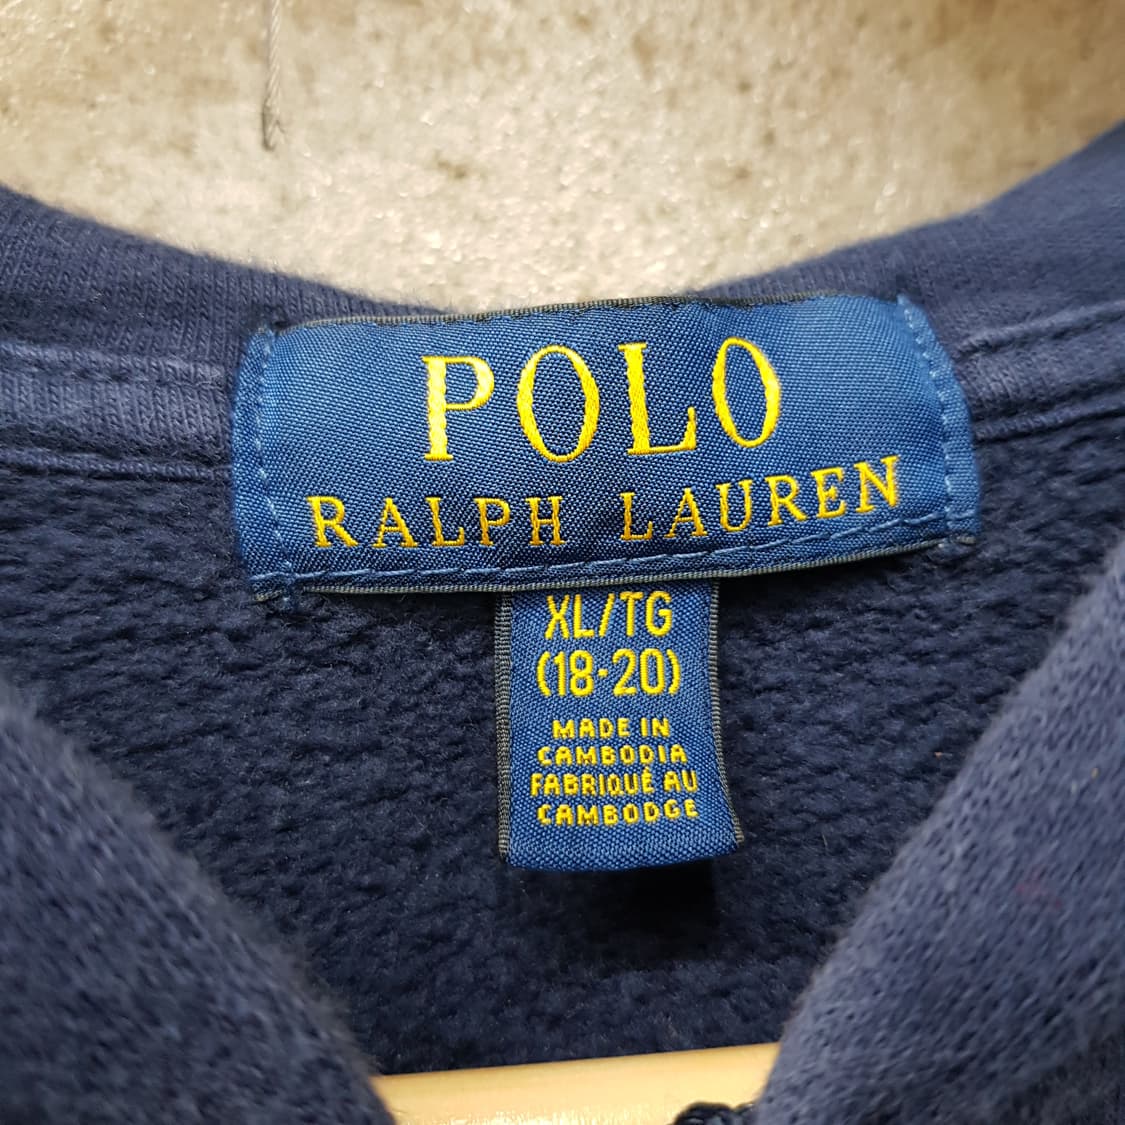 POLO
RALPH LAUREN
XL/TG
(18·20)
MADE IN
CAMBODIA
FABRIQUÉ AU
CAMBODGE